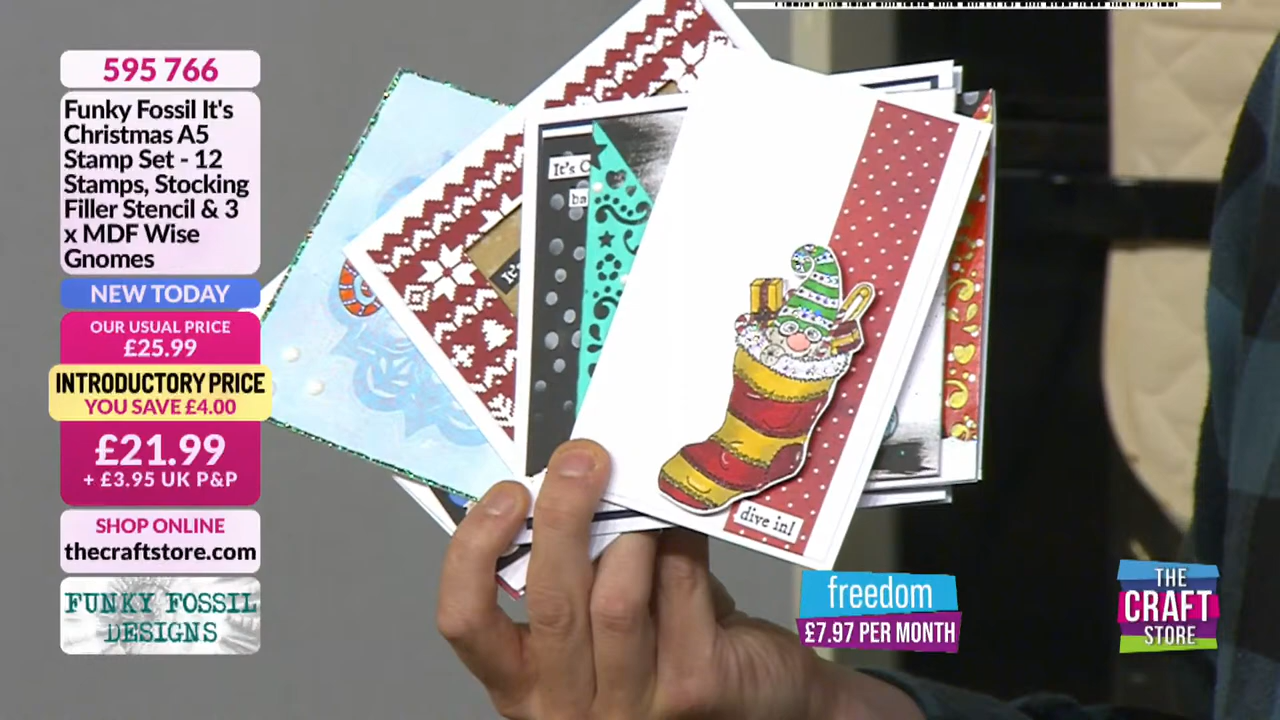 595 766
Funky Fossil It's
Christmas A5
Stamp Set - 12
Stamps, Stocking
Filler Stencil & 3
x MDF Wise
Gnomes
NEW TODAY
OUR USUAL PRICE
£25.99
INTRODUCTORY PRICE
YOU SAVE £4.00
£21.99
+ £3.95 UK P&P
SHOP ONLINE
thecraftstore.com
FUNKY FOSSIL
DESIGNS
It's
ba
It's
dive in!
freedom
£7.97 PER MONTH
THE
CRAFT
STORE